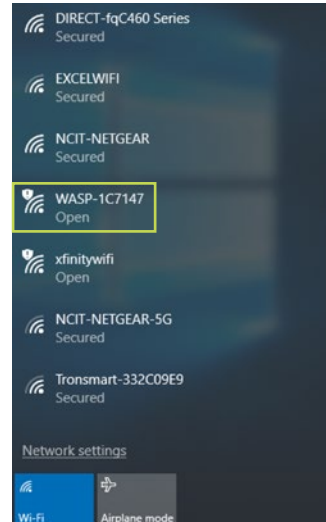 DIRECT-fqC460 Series
Secured
EXCELWIFI
Secured
NCIT-NETGEAR
Secured
WASP-1C7147
Open
xfinitywifi
Open
NCIT-NETGEAR-5G
Secured
Tronsmart-332C09E9
Secured
Network settings
Wi-Fi
Airplane mode